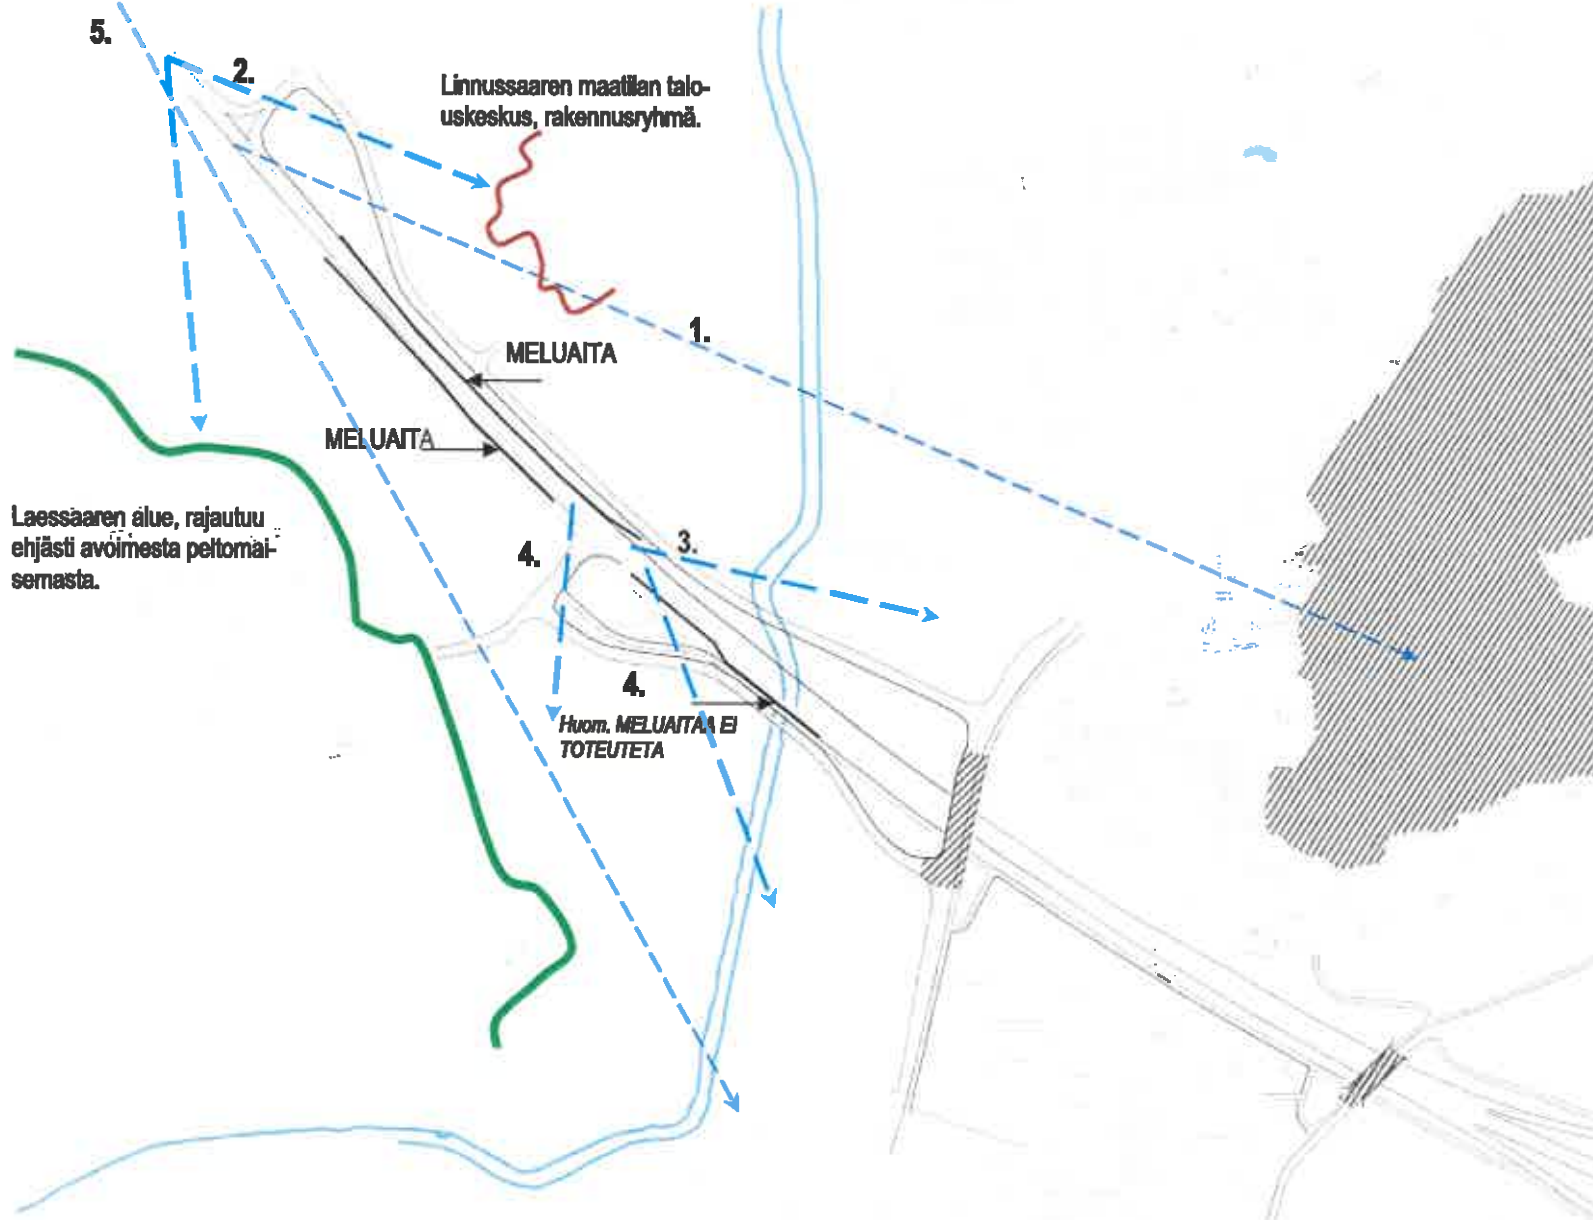 5.
2.
Linnussaaren maatilan talo-
uskeskus, rakennusryhmä.
1.
MELUAITA
MELUAITA
Laessaaren alue, rajautuu
ehjästi avoimesta peltomai-
semasta.
3.
4.
4.
Huom. MELUAITAA EI
TOTEUTETA